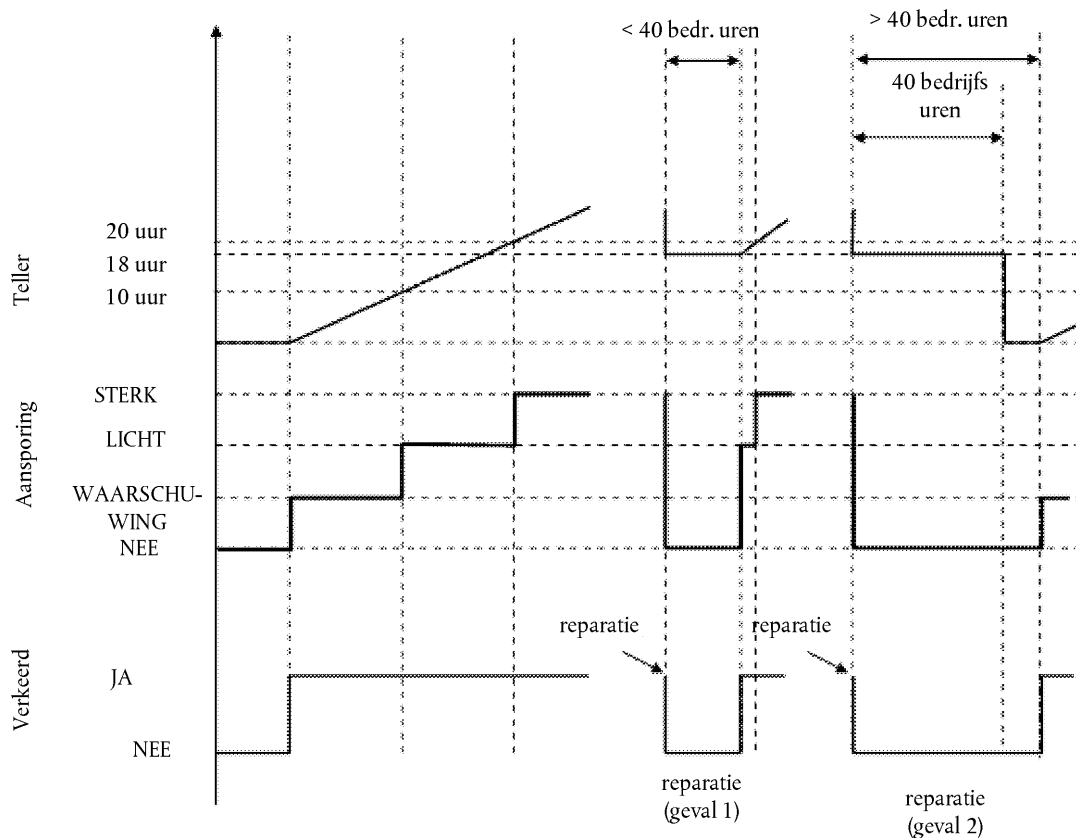 < 40 bedr. uren
> 40 bedr. uren
40 bedrijfs
uren
Teller
20 uur
18 uur
10 uur
Aansporing
STERK
LICHT
WAARSCHU-
WING
NEE
Verkeerd
reparatie
reparatie
JA
NEE
reparatie
(geval 1)
reparatie
(geval 2)